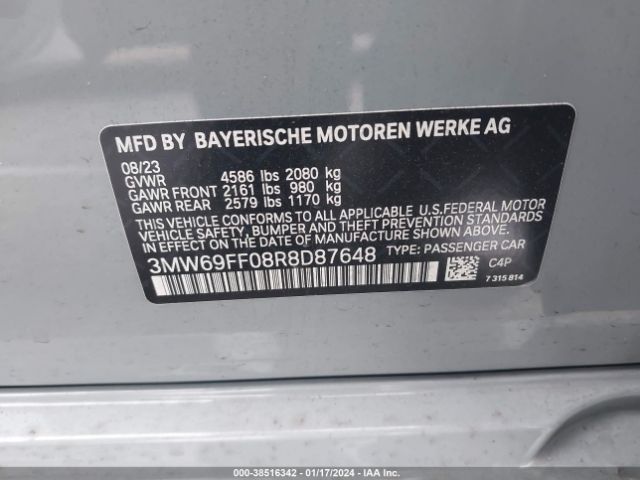 MFD BY BAYERISCHE MOTOREN WERKE AG
08/23
GVWR 4586 lbs 2080 kg
GAWR FRONT 2161 lbs 980 kg
GAWR REAR 2579 lbs 1170 kg
THIS VEHICLE CONFORMS TO ALL APPLICABLE U.S.FEDERAL MOTOR
VEHICLE SAFETY, BUMPER, AND THEFT PREVENTION STANDARDS
IN EFFECT ON THE DATE OF MANUFACTURE SHOWN ABOVE.
3MW69FF08R8D87648 TYPE: PASSENGER CAR
C4P
7 315 814
000-38516342 - 01/17/2024 - IAAI.COM